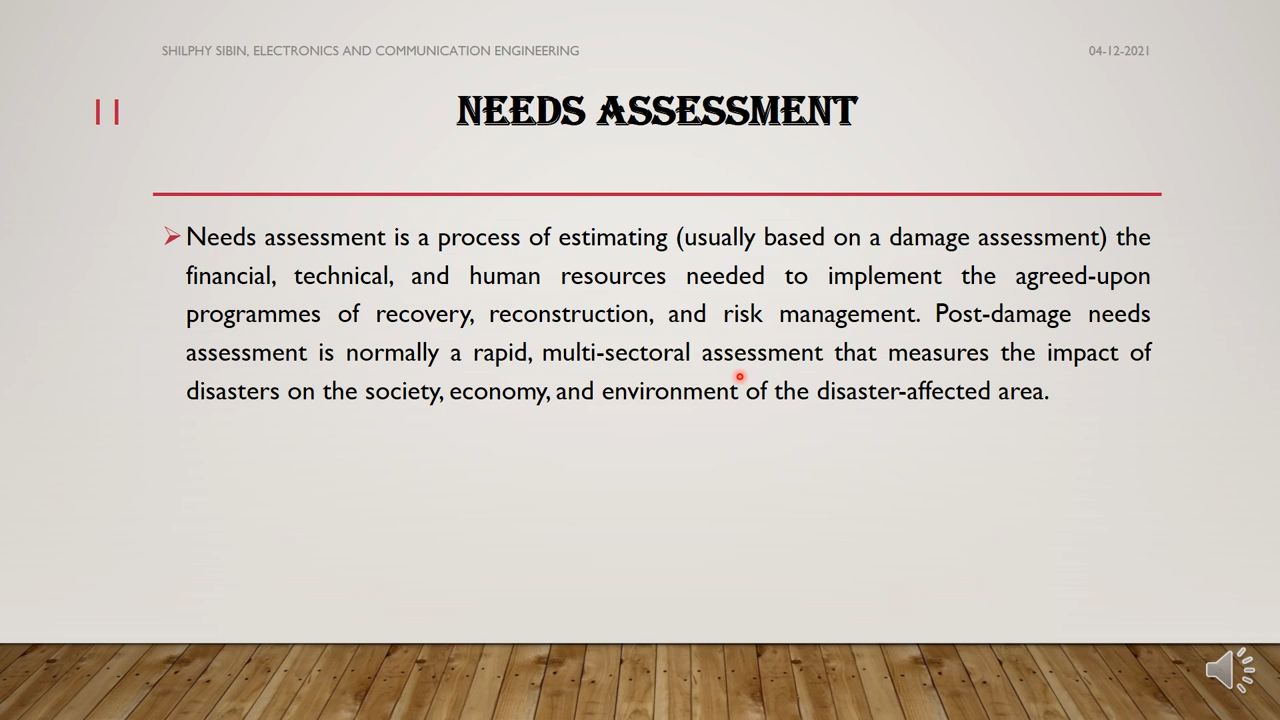 SHILPHY SIBIN, ELECTRONICS AND COMMUNICATION ENGINEERING
04-12-2021
11
NEEDS ASSESSMENT
Needs assessment is a process of estimating (usually based on a damage assessment) the
financial, technical, and human resources needed to implement the agreed-upon
programmes of recovery, reconstruction, and risk management. Post-damage needs
assessment is normally a rapid, multi-sectoral assessment that measures the impact of
disasters on the society, economy, and environment of the disaster-affected area.